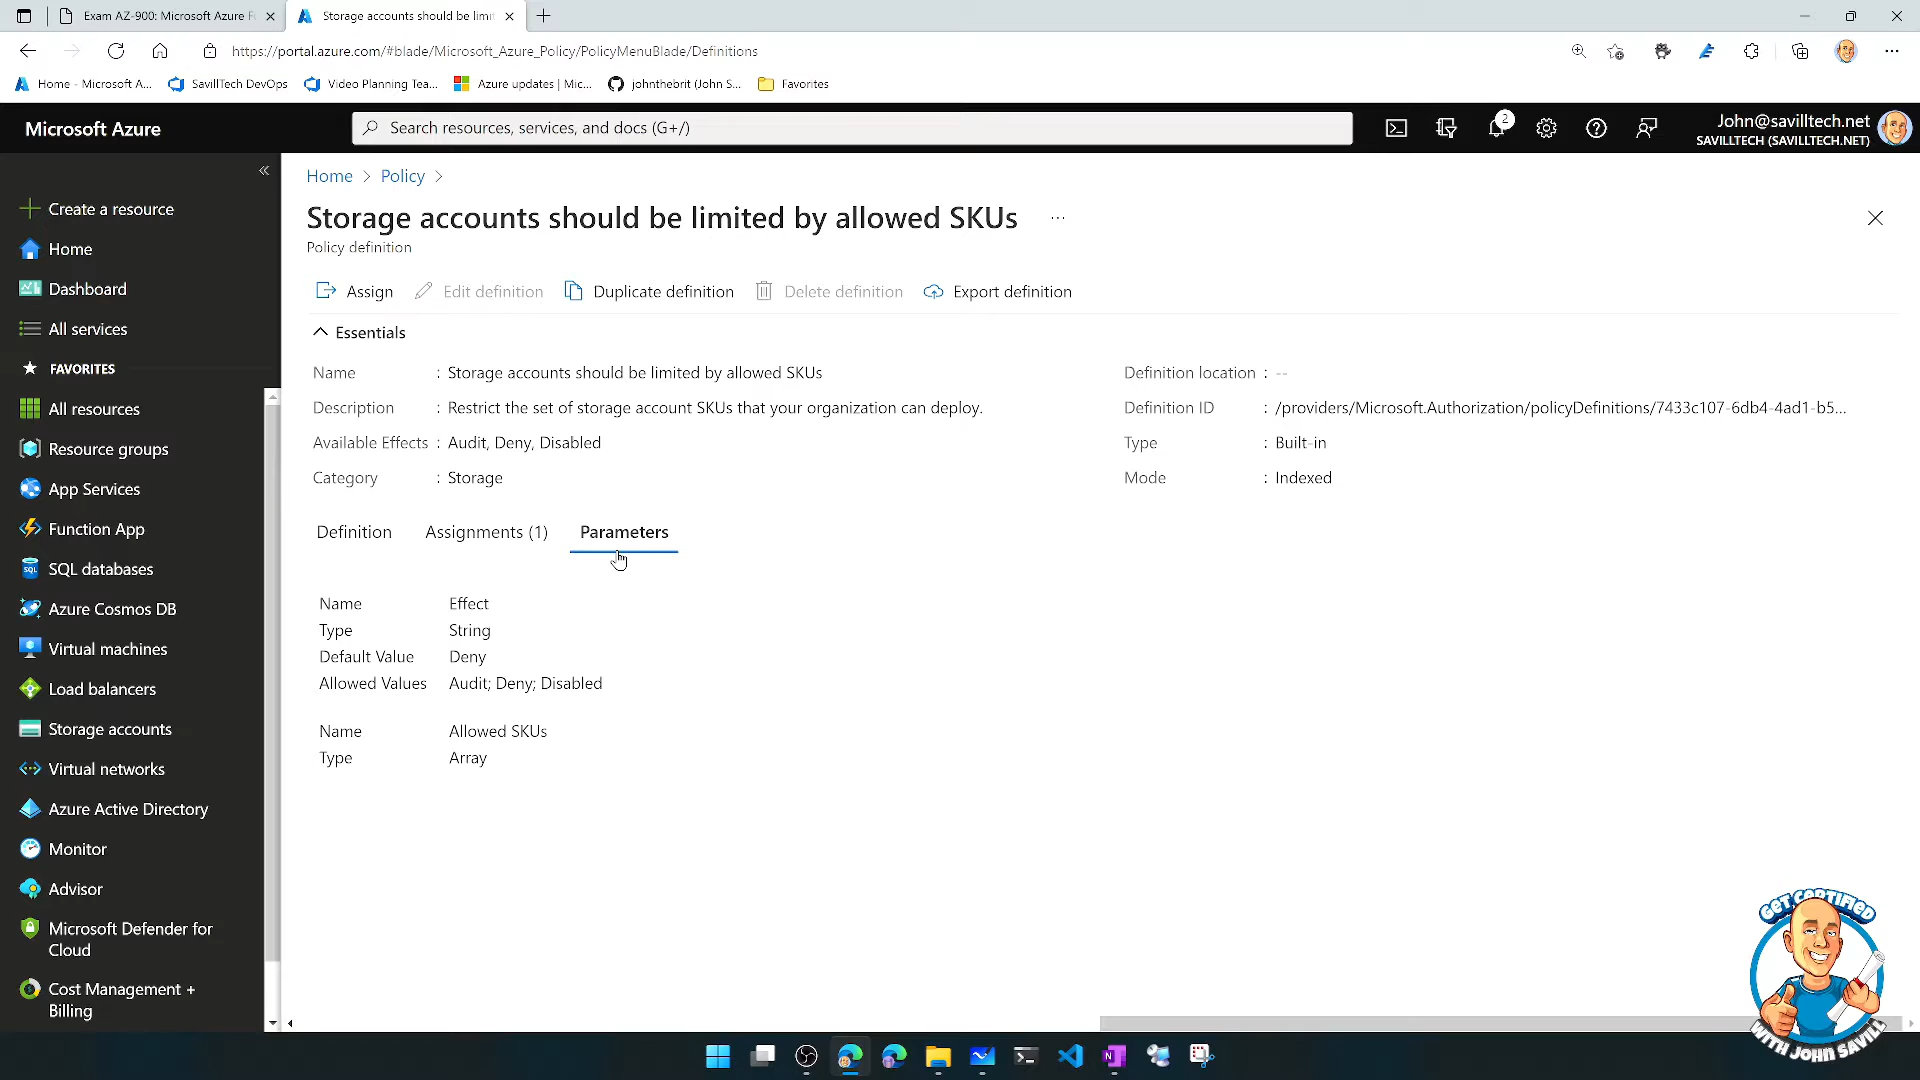 Exam AZ-900: Microsoft Azure F
Storage accounts should be limit
https://portal.azure.com/#blade/Microsoft_Azure_Policy/PolicyMenuBlade/Definitions
Home - Microsoft A...
SavillTech DevOps
Video Planning Tea...
Azure updates | Mic...
johnthebrit (John S...
Favorites
Microsoft Azure
Search resources, services, and docs (G+/)
2
John@savilltech.net
SAVILLTECH (SAVILLTECH.NET)
Create a resource
Home
Dashboard
All services
FAVORITES
All resources
Resource groups
App Services
Function App
SQL databases
Azure Cosmos DB
Virtual machines
Load balancers
Storage accounts
Virtual networks
Azure Active Directory
Monitor
Advisor
Microsoft Defender for
Cloud
Cost Management +
Billing
Home > Policy >
Storage accounts should be limited by allowed SKUs ...
Policy definition
Assign
Edit definition
Duplicate definition
Delete definition
Export definition
Essentials
Name : Storage accounts should be limited by allowed SKUs
Description : Restrict the set of storage account SKUs that your organization can deploy.
Available Effects : Audit, Deny, Disabled
Category : Storage
Definition location : --
Definition ID : /providers/Microsoft.Authorization/policyDefinitions/7433c107-6db4-4ad1-b5...
Type : Built-in
Mode : Indexed
Definition
Assignments (1)
Parameters
Name Effect
Type String
Default Value Deny
Allowed Values Audit; Deny; Disabled
Name Allowed SKUs
Type Array
GET CERTIFIED
WITH JOHN SAVILL